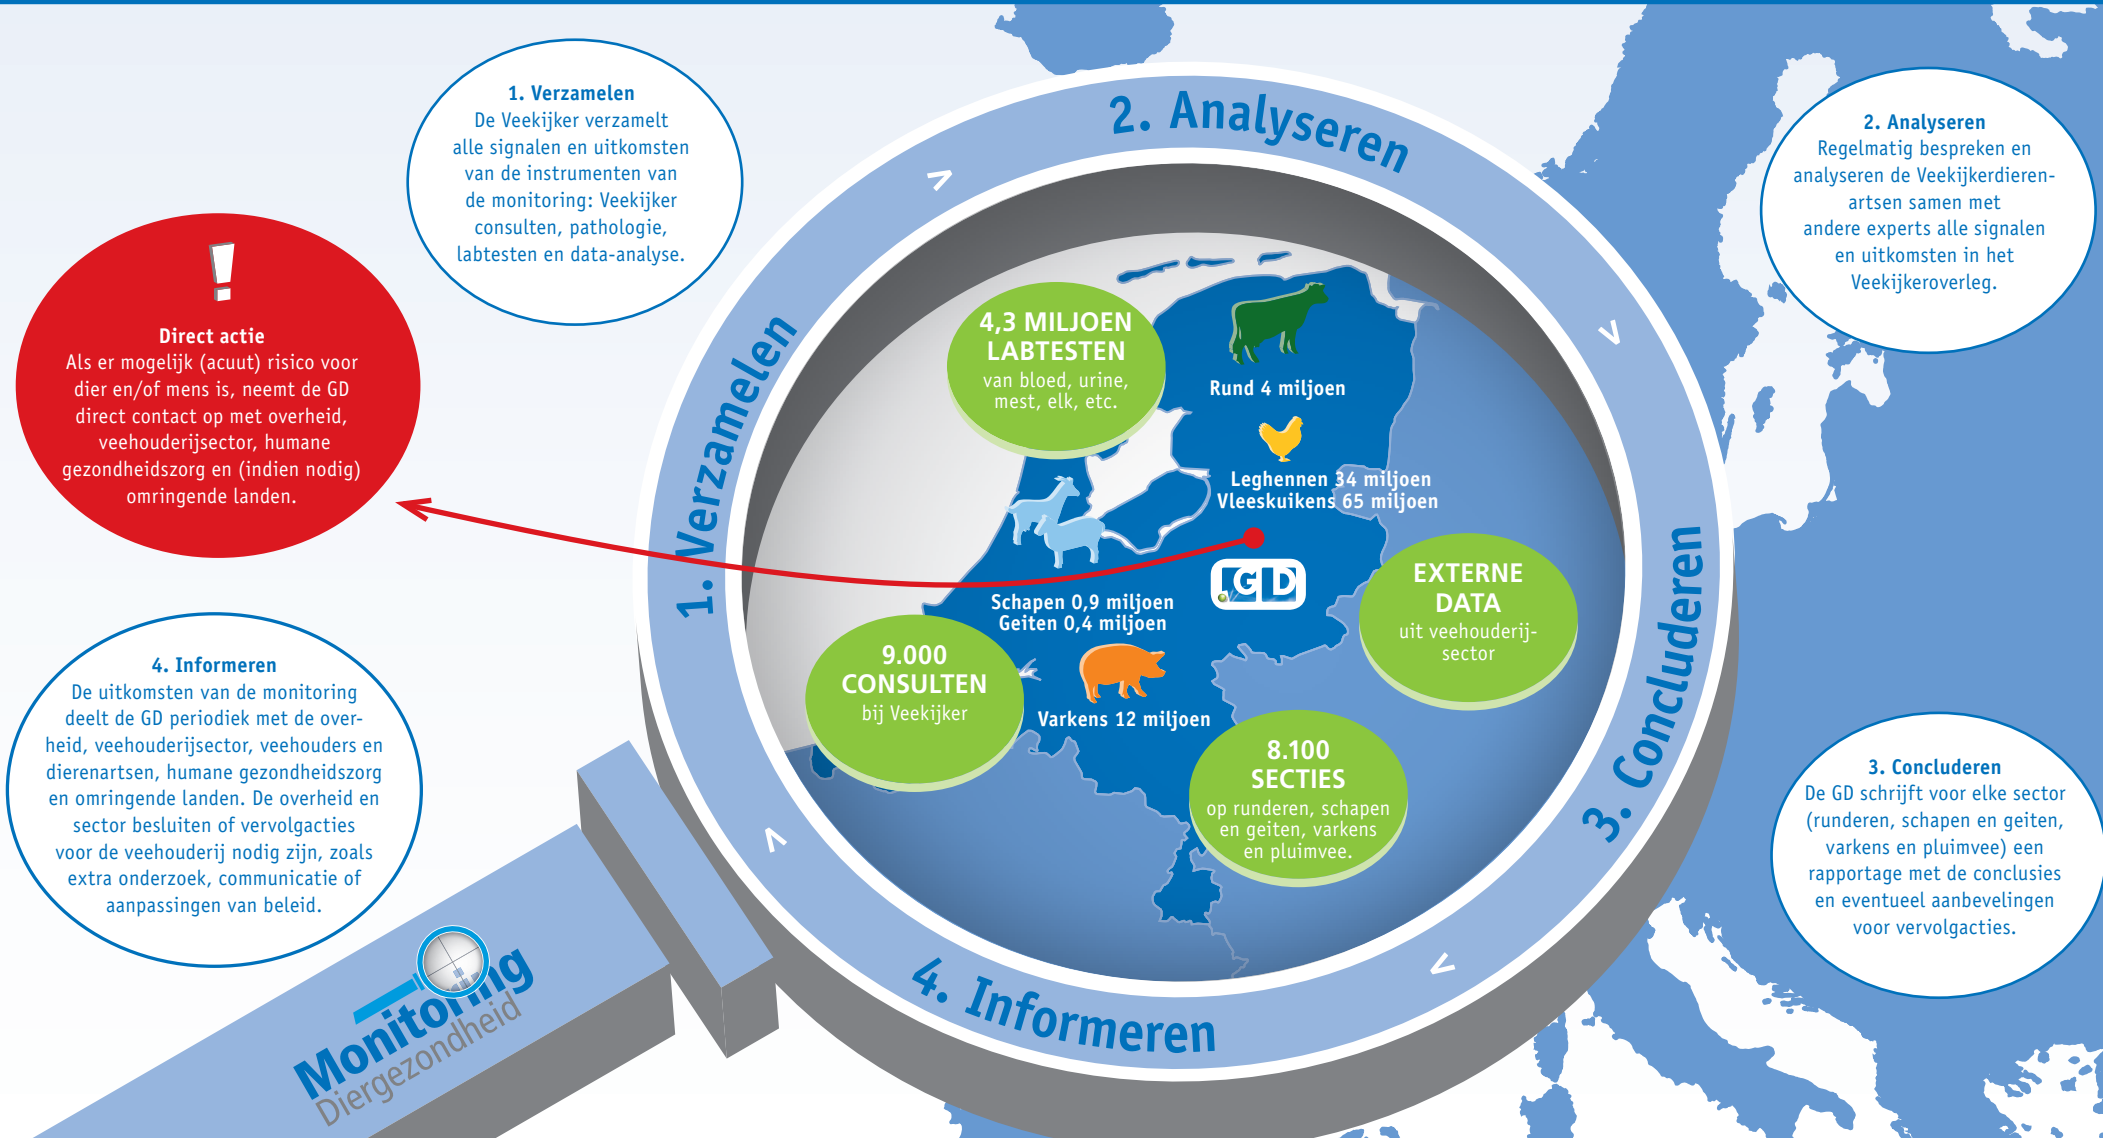 1. Verzamelen
De Veekijker verzamelt
alle signalen en uitkomsten
van de instrumenten van
de monitoring: Veekijker
consulten, pathologie,
labtesten en data-analyse.
2. Analyseren
Regelmatig bespreken en
analyseren de Veekijkerdieren-
artsen samen met
andere experts alle signalen
en uitkomsten in het
Veekijkeroverleg.
Direct actie
Als er mogelijk (acuut) risico voor
dier en/of mens is, neemt de GD
direct contact op met overheid,
veehouderijsector, humane
gezondheidszorg en (indien nodig)
omringende landen.
4. Informeren
De uitkomsten van de monitoring
deelt de GD periodiek met de over-
heid, veehouderijsector, veehouders en
dierenartsen, humane gezondheidszorg
en omringende landen. De overheid en
sector besluiten of vervolgacties
voor de veehouderij nodig zijn, zoals
extra onderzoek, communicatie of
aanpassingen van beleid.
3. Concluderen
De GD schrijft voor elke sector
(runderen, schapen en geiten,
varkens en pluimvee) een
rapportage met de conclusies
en eventueel aanbevelingen
voor vervolgacties.
1. Verzamelen
2. Analyseren
3. Concluderen
4. Informeren
4,3 MILJOEN
LABTESTEN
van bloed, urine,
mest, elk, etc.
Rund 4 miljoen
Leghennen 34 miljoen
Vleeskuikens 65 miljoen
GD
Schapen 0,9 miljoen
Geiten 0,4 miljoen
EXTERNE
DATA
uit veehouderij-
sector
9.000
CONSULTEN
bij Veekijker
Varkens 12 miljoen
8.100
SECTIES
op runderen, schapen
en geiten, varkens
en pluimvee.
Monitoring
Diergezondheid